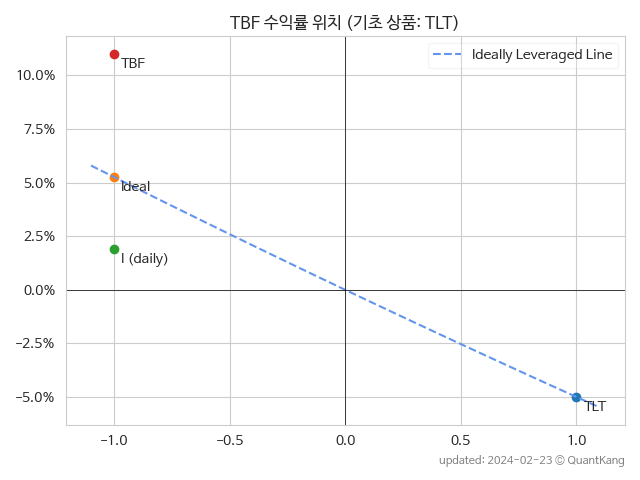 TBF 수익률 위치 (기초 상품: TLT)
Ideally Leveraged Line
10.0%
7.5%
5.0%
2.5%
0.0%
−2.5%
−5.0%
TBF
Ideal
I (daily)
TLT
−1.0
−0.5
0.0
0.5
1.0
updated: 2024-02-23 ⓒ QuantKang